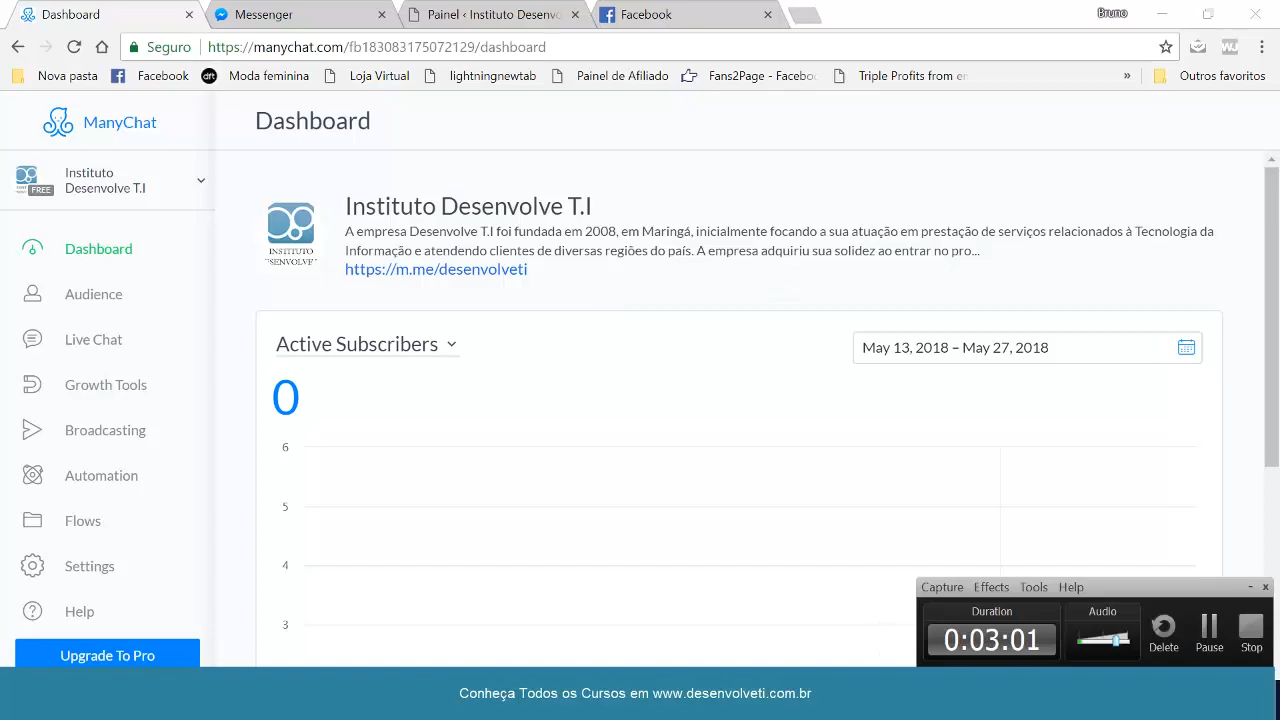 Dashboard
Messenger
Painel ‹ Instituto Desenvo
Facebook
Bruno
Seguro
https://manychat.com/fb183083175072129/dashboard
Nova pasta
Facebook
dft
Moda feminina
Loja Virtual
lightningnewtab
Painel de Afiliado
Fans2Page - Facebo
Triple Profits from en
»
Outros favoritos
ManyChat
Dashboard
Instituto
Desenvolve T.I
FREE
Dashboard
Audience
Live Chat
Growth Tools
Broadcasting
Automation
Flows
Settings
Help
Upgrade To Pro
INSTITUTO
Instituto Desenvolve T.I
A empresa Desenvolve T.I foi fundada em 2008, em Maringá, inicialmente focando a sua atuação em prestação de serviços relacionados à Tecnologia da
Informação e atendendo clientes de diversas regiões do país. A empresa adquiriu sua solidez ao entrar no pro...
https://m.me/desenvolveti
Active Subscribers
May 13, 2018 – May 27, 2018
0
6
5
4
3
Capture Effects Tools Help
Duration
0:03:01
Audio
Delete
Pause
Stop
Conheça Todos os Cursos em www.desenvolveti.com.br